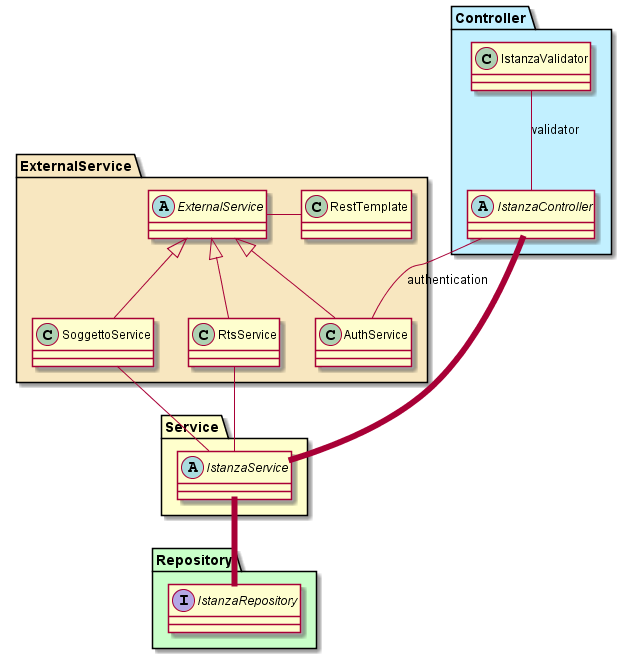 Controller
C IstanzaValidator
validator
ExternalService
A ExternalService
C RestTemplate
A IstanzaController
authentication
C SoggettoService
C RtsService
C AuthService
Service
A IstanzaService
Repository
I IstanzaRepository